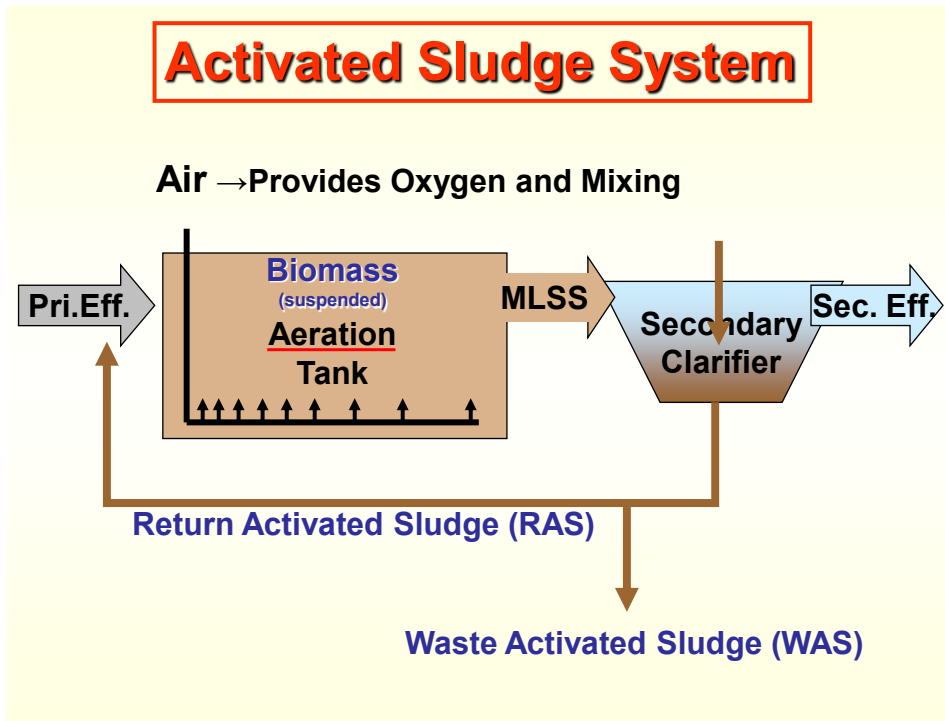 Activated Sludge System
Air →Provides Oxygen and Mixing
Biomass
(suspended)
Aeration
Tank
Pri.Eff.
MLSS
Secondary
Clarifier
Sec. Eff.
Return Activated Sludge (RAS)
Waste Activated Sludge (WAS)